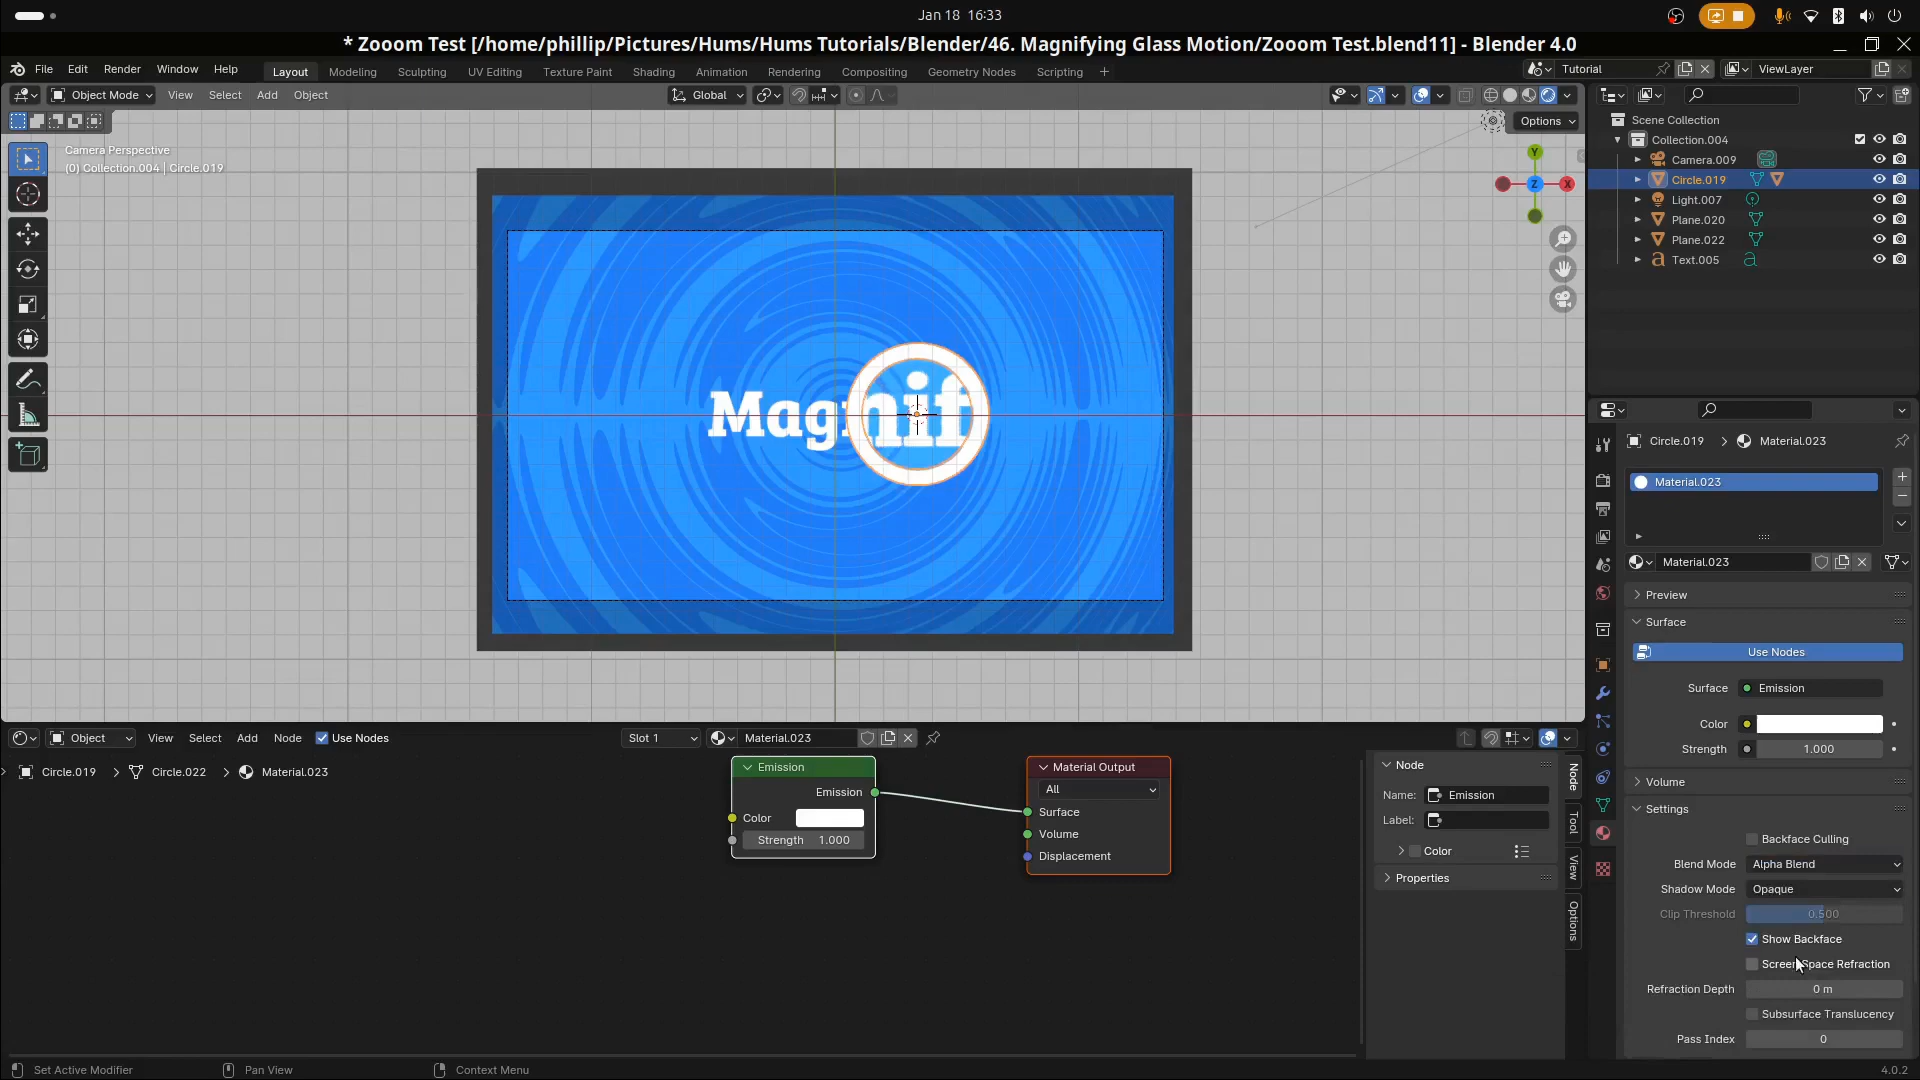 Jan 18 16:33
* Zooom Test [/home/phillip/Pictures/Hums/Hums Tutorials/Blender/46. Magnifying Glass Motion/Zooom Test.blend11] - Blender 4.0
File Edit Render Window Help
Layout Modeling Sculpting UV Editing Texture Paint Shading Animation Rendering Compositing Geometry Nodes Scripting +
Tutorial
ViewLayer
Object Mode View Select Add Object
Global
Options
Camera Perspective
(0) Collection.004 | Circle.019
Y
X
Z
Magnif
Scene Collection
Collection.004
Camera.009
Circle.019
Light.007
Plane.020
Plane.022
Text.005
Circle.019 > Material.023
Material.023
Material.023
Preview
Surface
Use Nodes
Surface Emission
Color
Strength 1.000
Volume
Settings
Backface Culling
Blend Mode Alpha Blend
Shadow Mode Opaque
Clip Threshold 0.500
Show Backface
Screen Space Refraction
Refraction Depth 0 m
Subsurface Translucency
Pass Index 0
Object View Select Add Node Use Nodes
Slot 1
Material.023
Circle.019 > Circle.022 > Material.023
Emission
Emission
Color
Strength 1.000
Material Output
All
Surface
Volume
Displacement
Node
Name: Emission
Label:
Color
Properties
Node
Tool
View
Options
Set Active Modifier
Pan View
Context Menu
4.0.2